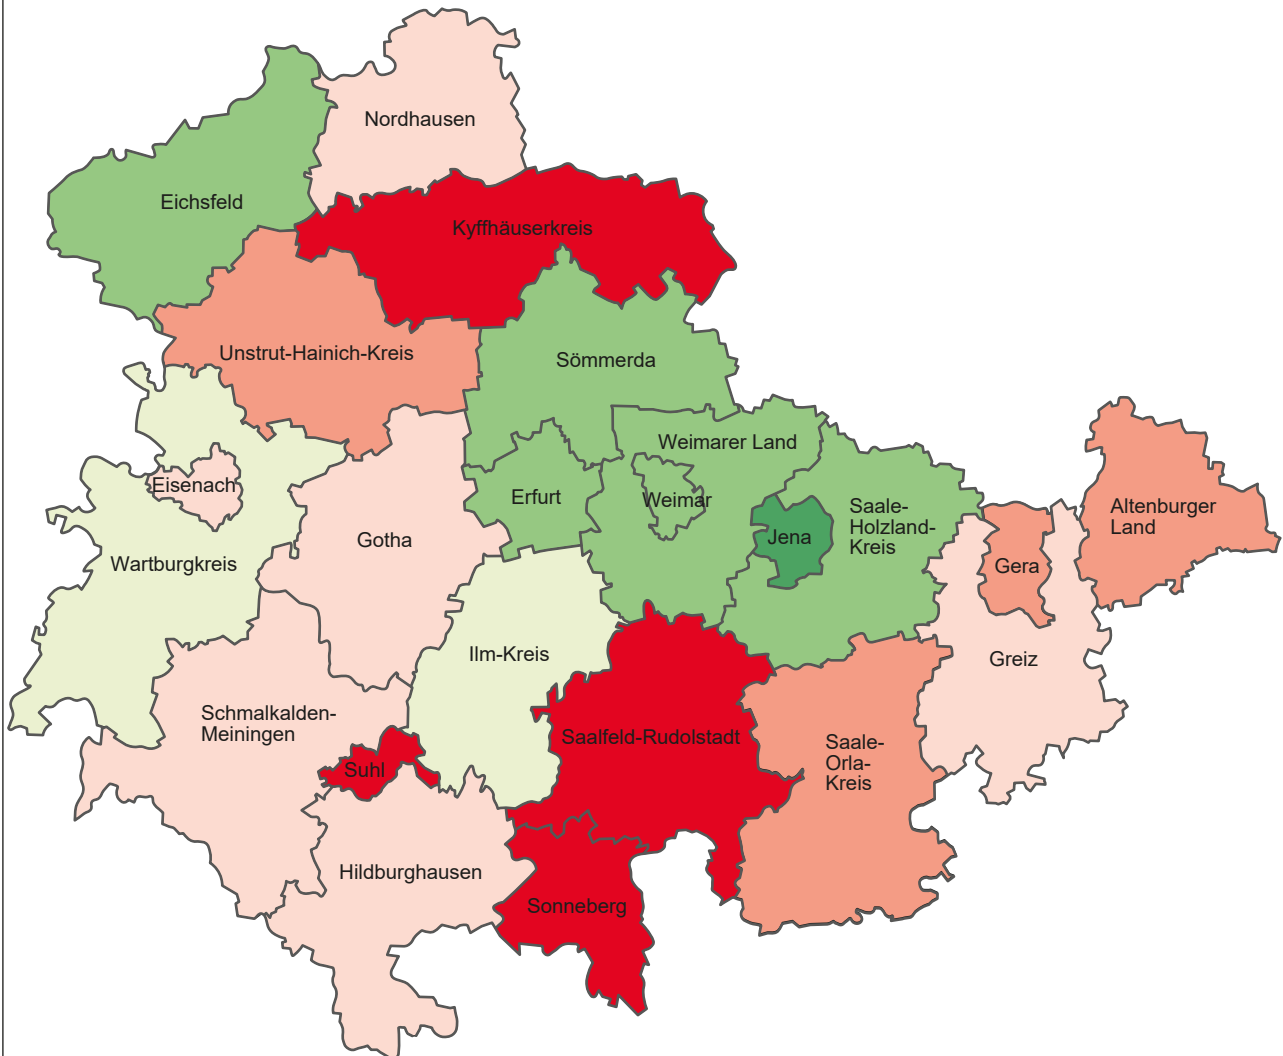 Nordhausen
Eichsfeld
Kyffhäuserkreis
Unstrut-Hainich-Kreis
Sömmerda
Weimarer Land
Eisenach
Erfurt
Weimar
Saale-
Holzland-
Kreis
Altenburger
Land
Jena
Gotha
Wartburgkreis
Gera
Ilm-Kreis
Greiz
Schmalkalden-
Meiningen
Saalfeld-Rudolstadt
Saale-
Orla-
Kreis
Suhl
Hildburghausen
Sonneberg